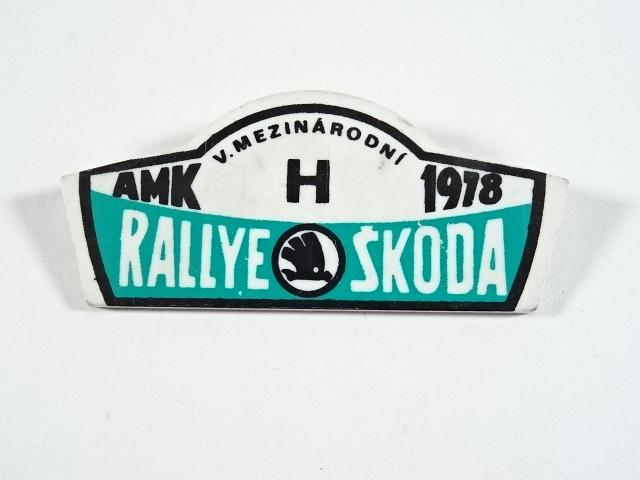 V. MEZINÁRODNÍ
H
AMK 1978
RALLYE ŠKODA